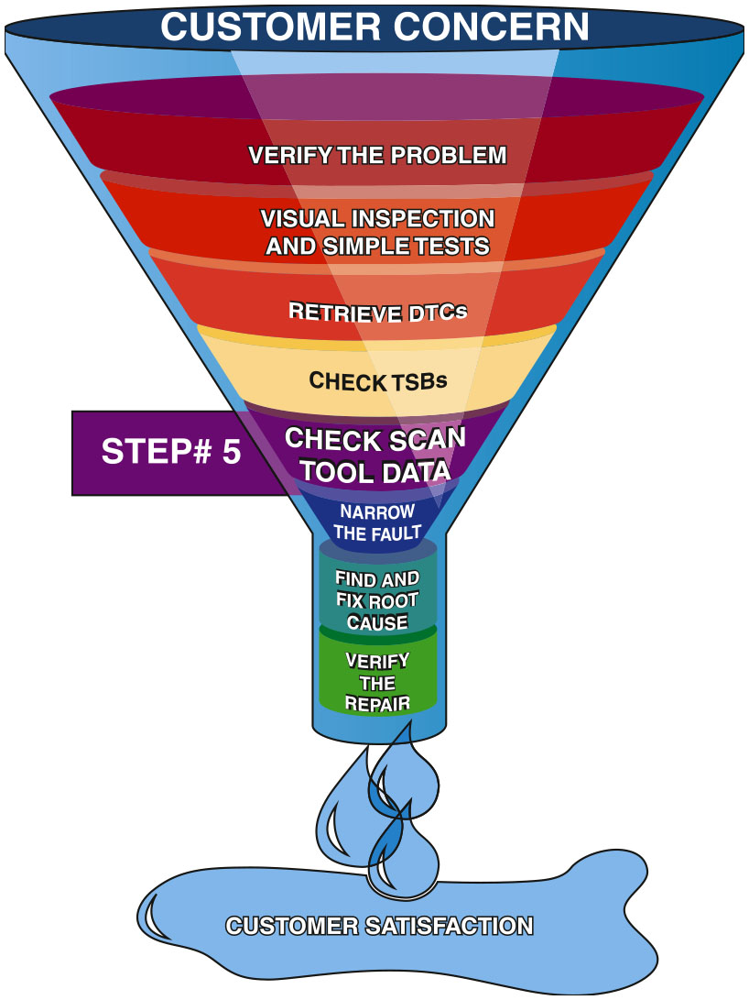 CUSTOMER CONCERN
VERIFY THE PROBLEM
VISUAL INSPECTION
AND SIMPLE TESTS
RETRIEVE DTCs
CHECK TSBs
STEP# 5
CHECK SCAN
TOOL DATA
NARROW
THE FAULT
FIND AND
FIX ROOT
CAUSE
VERIFY
THE
REPAIR
CUSTOMER SATISFACTION